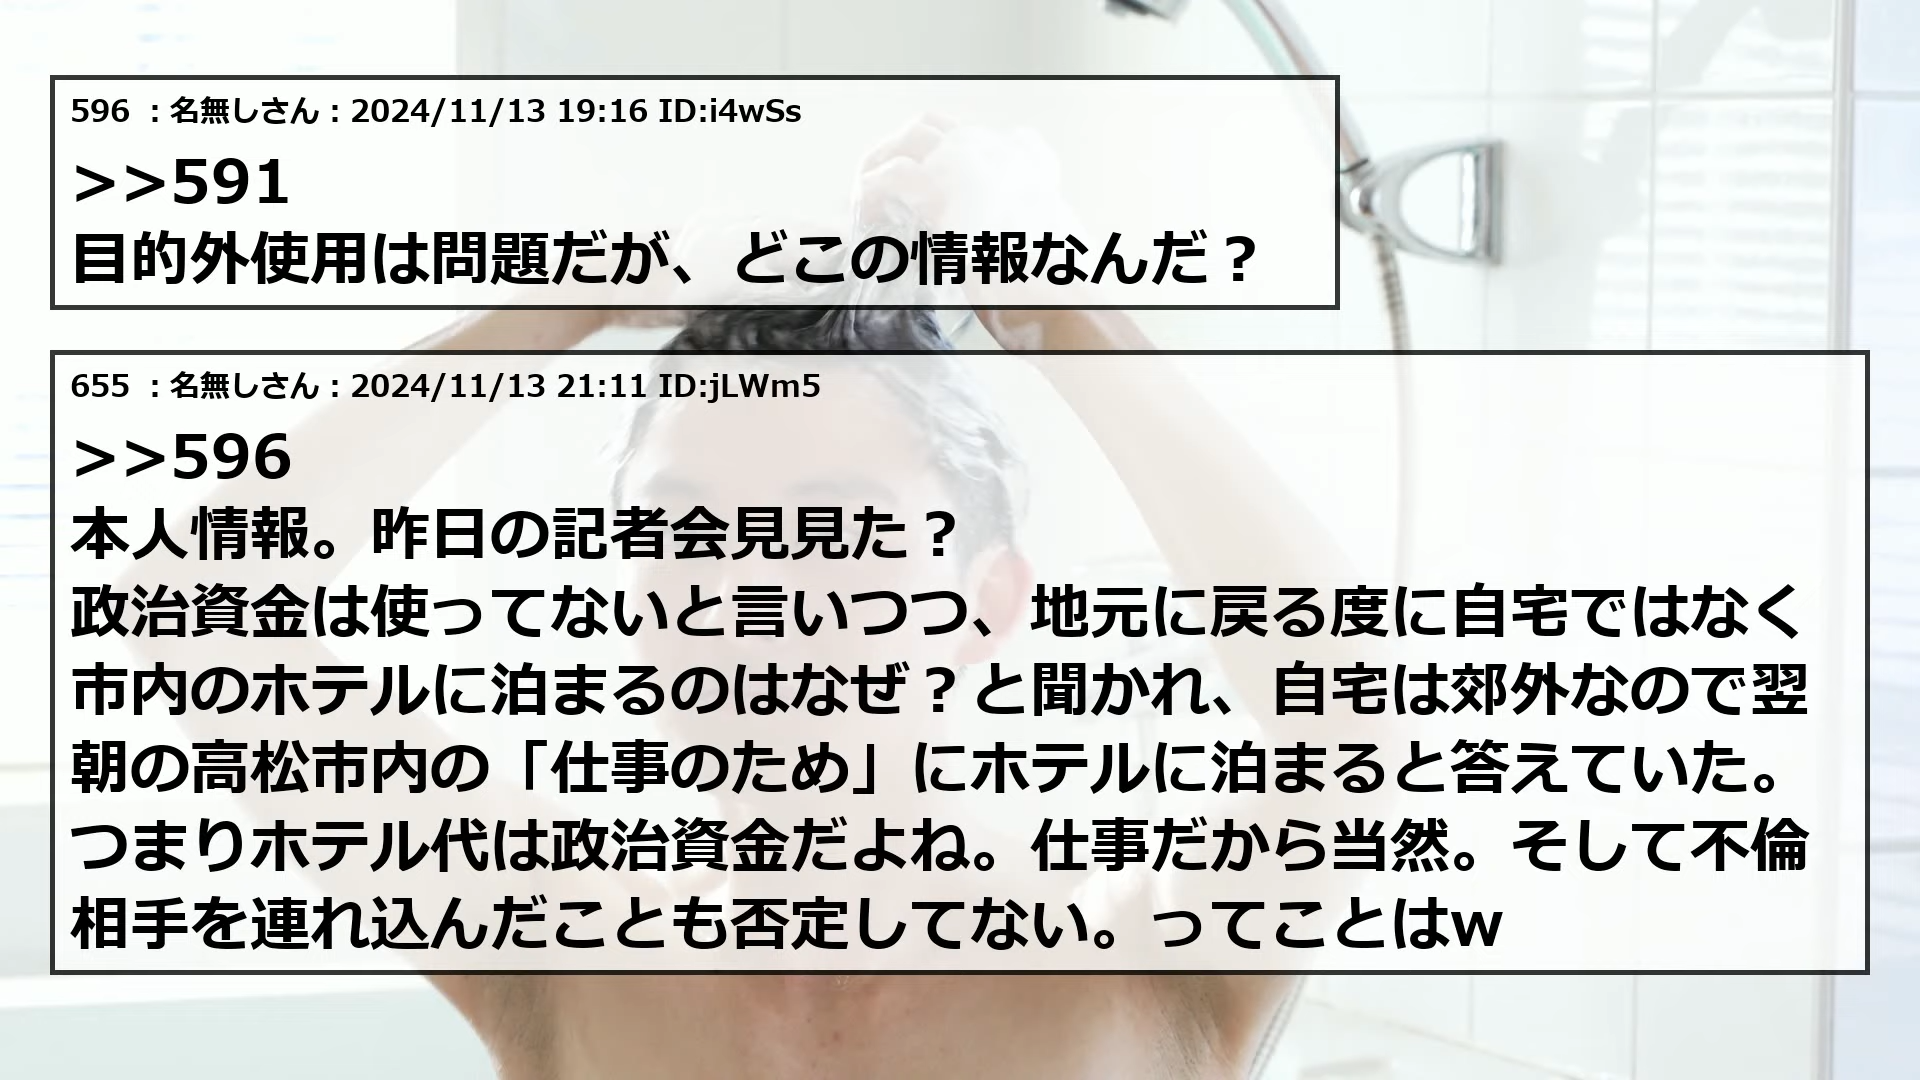 596 ：名無しさん：2024/11/13 19:16 ID:i4wSs
>>591
目的外使用は問題だが、どこの情報なんだ？
655 ：名無しさん：2024/11/13 21:11 ID:jLWm5
>>596
本人情報。昨日の記者会見見た？
政治資金は使ってないと言いつつ、地元に戻る度に自宅ではなく
市内のホテルに泊まるのはなぜ？と聞かれ、自宅は郊外なので翌
朝の高松市内の「仕事のため」にホテルに泊まると答えていた。
つまりホテル代は政治資金だよね。仕事だから当然。そして不倫
相手を連れ込んだことも否定してない。ってことはw